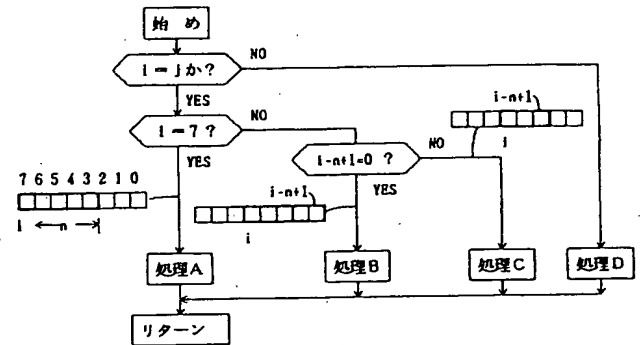 始 め
i = jか?
NO
YES
i = 7 ?
NO
YES
i-n+1=0 ?
NO
YES
i-n+1
i
7 6 5 4 3 2 1 0
i ← n →
i-n+1
i
処理A
処理B
処理C
処理D
リターン